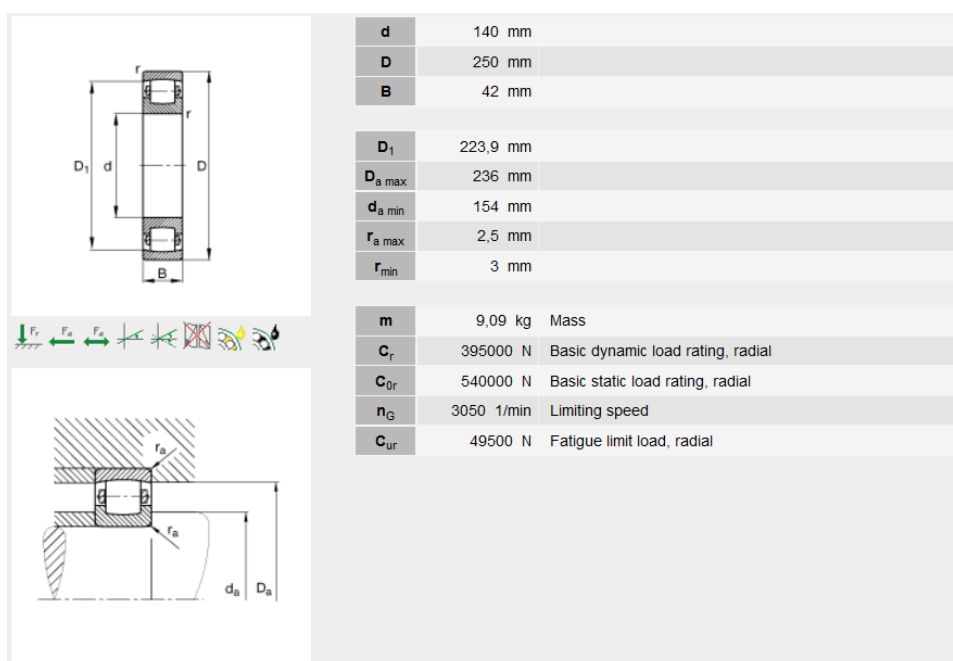 d 140 mm
D 250 mm
B 42 mm
D1 223,9 mm
Da max 236 mm
da min 154 mm
ra max 2,5 mm
rmin 3 mm
m 9,09 kg Mass
Cr 395000 N Basic dynamic load rating, radial
C0r 540000 N Basic static load rating, radial
nG 3050 1/min Limiting speed
Cur 49500 N Fatigue limit load, radial
r
r
D1 d D
B
Fr Fa Fa
ra
ra
da Da